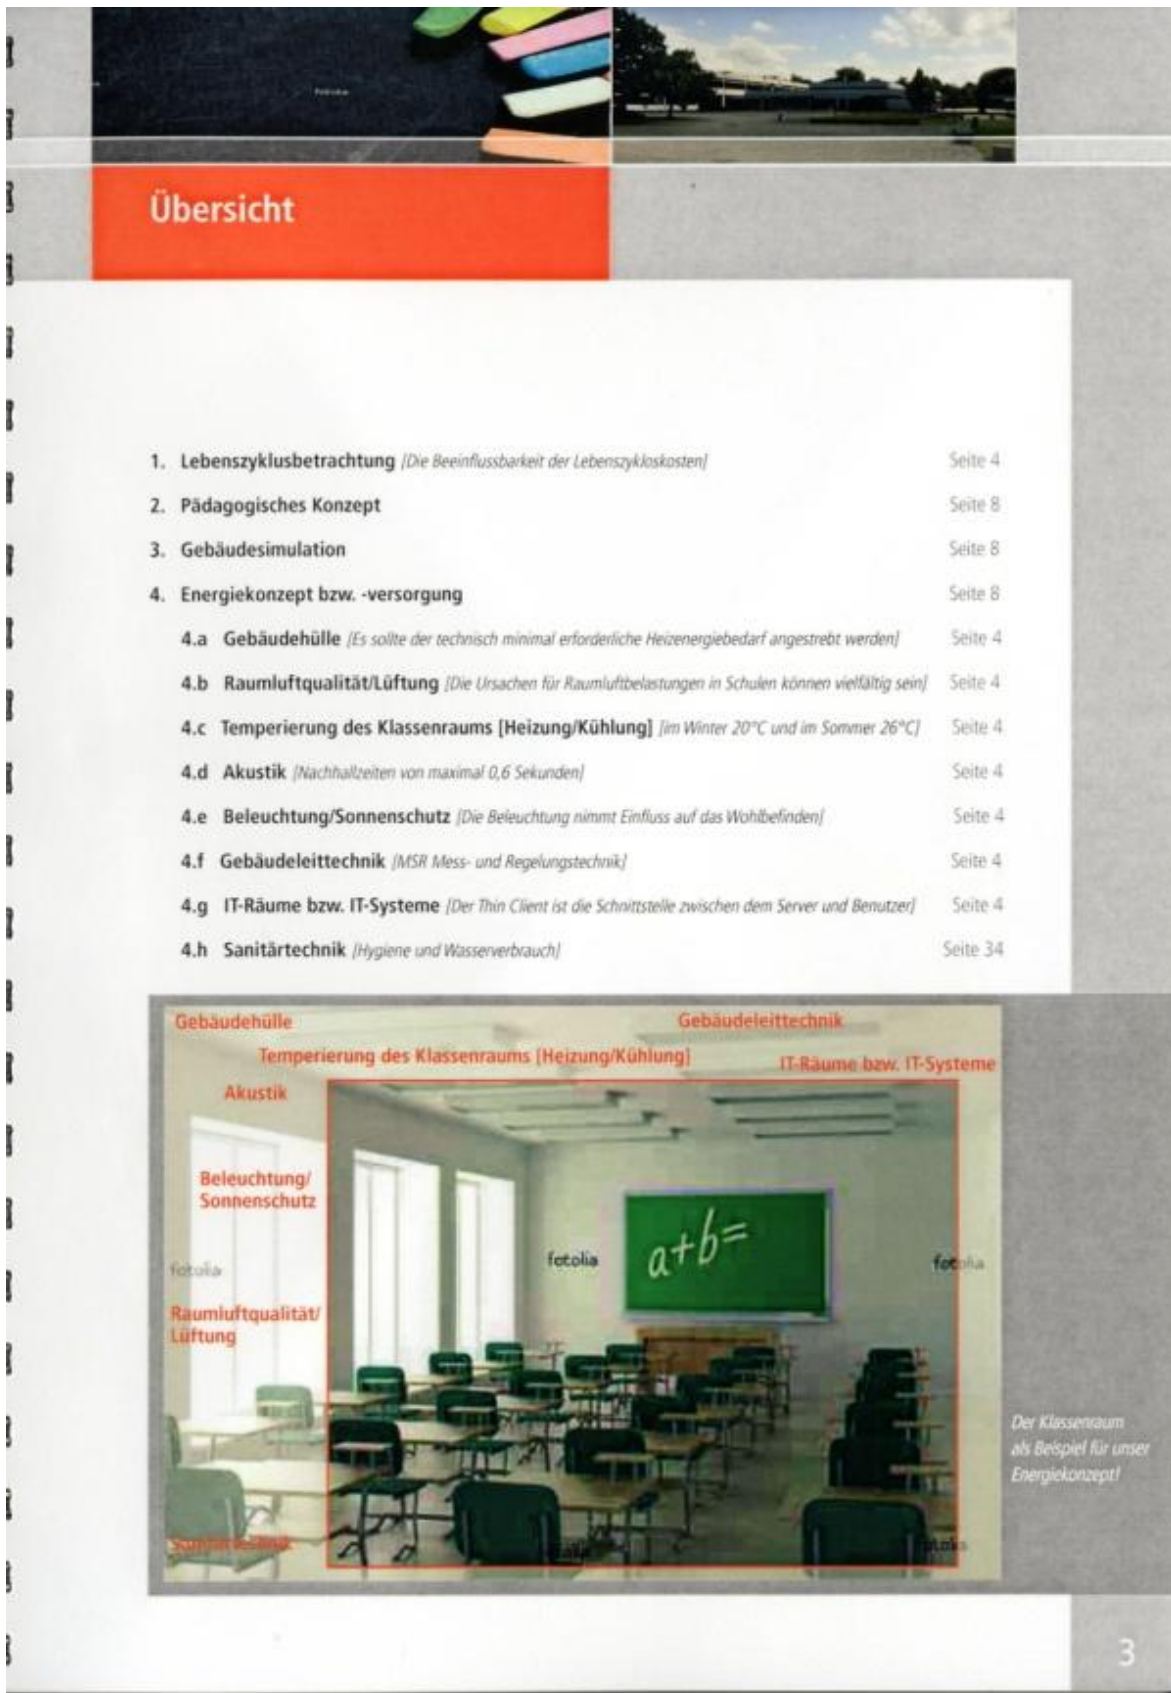 Übersicht
1. Lebenszyklusbetrachtung [Die Beeinflussbarkeit der Lebenszykloskosten] Seite 4
2. Pädagogisches Konzept Seite 8
3. Gebäudesimulation Seite 8
4. Energiekonzept bzw. -versorgung Seite 8
4.a Gebäudehülle [Es sollte der technisch minimal erforderliche Heizenergiebedarf angestrebt werden] Seite 4
4.b Raumluftqualität/Lüftung [Die Ursachen für Raumluftbelastungen in Schulen können vielfältig sein] Seite 4
4.c Temperierung des Klassenraums [Heizung/Kühlung] [im Winter 20°C und im Sommer 26°C] Seite 4
4.d Akustik [Nachhallzeiten von maximal 0,6 Sekunden] Seite 4
4.e Beleuchtung/Sonnenschutz [Die Beleuchtung nimmt Einfluss auf das Wohlbefinden] Seite 4
4.f Gebäudeleittechnik [MSR Mess- und Regelungstechnik] Seite 4
4.g IT-Räume bzw. IT-Systeme [Der Thin Client ist die Schnittstelle zwischen dem Server und Benutzer] Seite 4
4.h Sanitärtechnik [Hygiene und Wasserverbrauch] Seite 34
Gebäudehülle Gebäudeleittechnik
Temperierung des Klassenraums [Heizung/Kühlung] IT-Räume bzw. IT-Systeme
Akustik
Beleuchtung/
Sonnenschutz
a+b=
fotolia fotolia fotolia
Raumluftqualität/
Lüftung
Der Klassenraum
als Beispiel für unser
Energiekonzept!
Sanitärtechnik
3